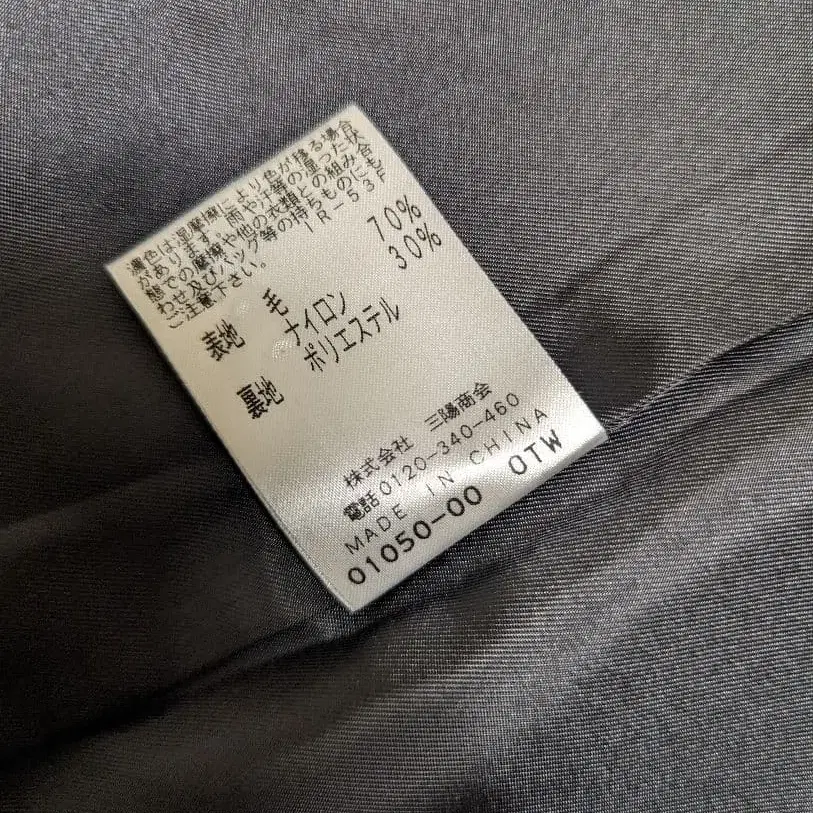 濃色は湿摩擦により色が移る場合
があります。雨や汗等の湿った状
態での摩擦や他の衣類との組み合
わせ及びバッグ等の持ちものにも
ご注意下さい。 IR-53F
表地 毛 70%
ナイロン 30%
裏地 ポリエステル
株式会社 三陽商会
電話0120-340-460
MADE IN CHINA
01050-00 OTW